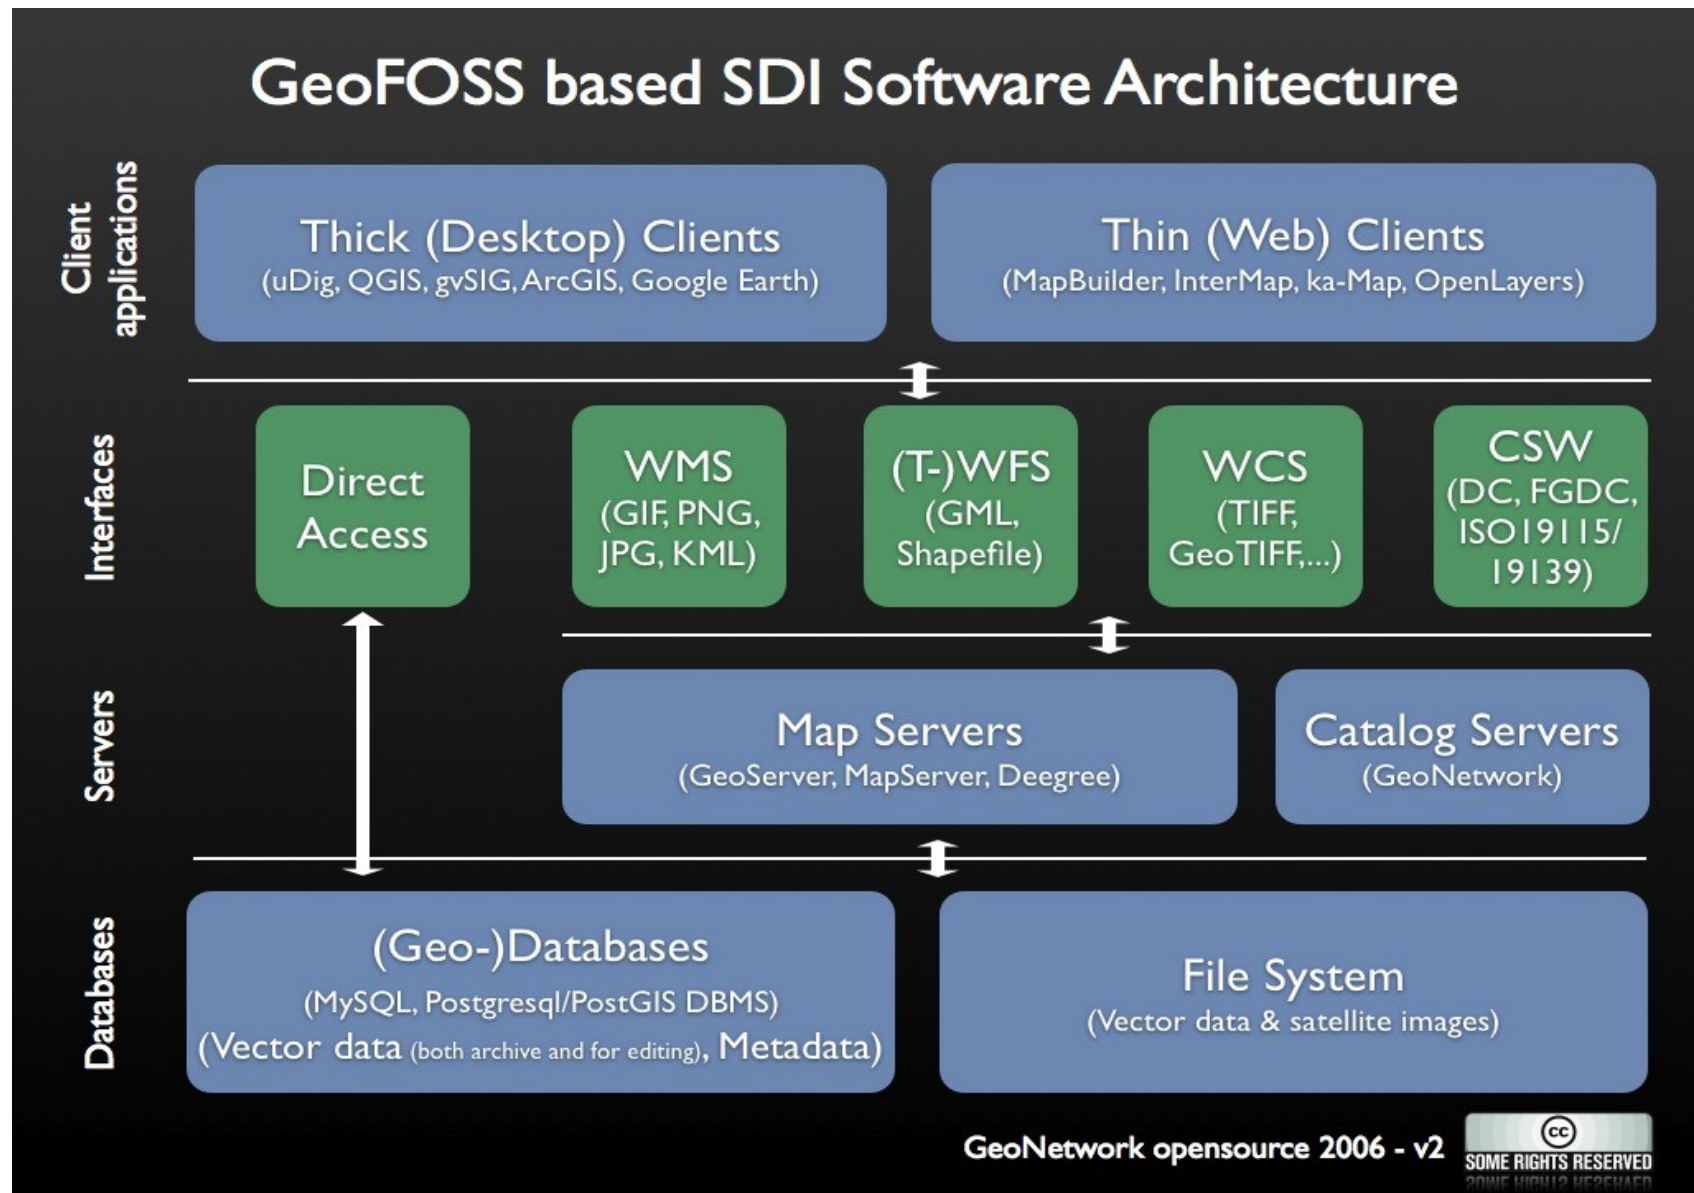 GeoFOSS based SDI Software Architecture
Client
applications
Thick (Desktop) Clients
(uDig, QGIS, gvSIG, ArcGIS, Google Earth)
Thin (Web) Clients
(MapBuilder, InterMap, ka-Map, OpenLayers)
Interfaces
Direct
Access
WMS
(GIF, PNG,
JPG, KML)
(T-)WFS
(GML,
Shapefile)
WCS
(TIFF,
GeoTIFF,...)
CSW
(DC, FGDC,
ISO19115/
19139)
Servers
Map Servers
(GeoServer, MapServer, Deegree)
Catalog Servers
(GeoNetwork)
Databases
(Geo-)Databases
(MySQL, Postgresql/PostGIS DBMS)
(Vector data (both archive and for editing), Metadata)
File System
(Vector data & satellite images)
GeoNetwork opensource 2006 - v2
cc
SOME RIGHTS RESERVED